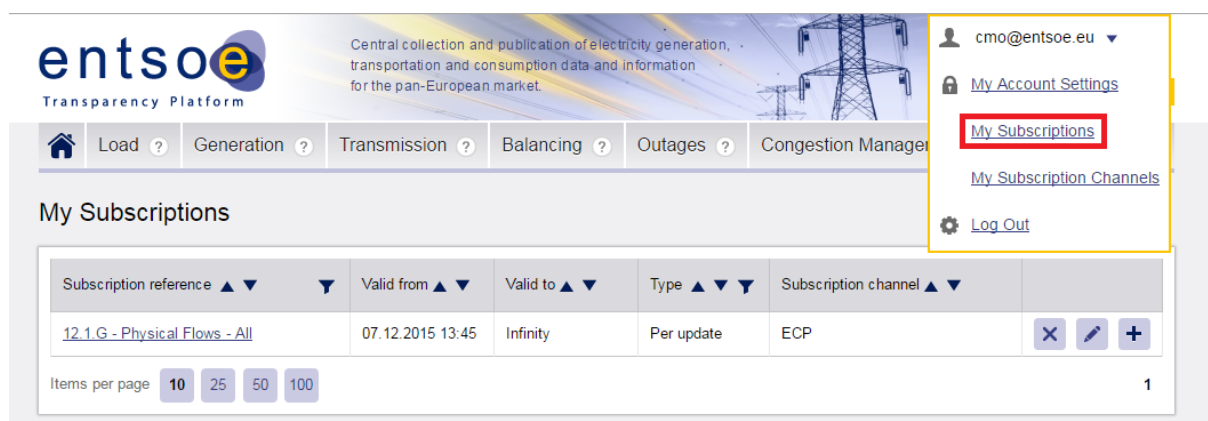 entsoe
Transparency Platform
Central collection and publication of electricity generation,
transportation and consumption data and information
for the pan-European market.
cmo@entsoe.eu
My Account Settings
My Subscriptions
My Subscription Channels
Log Out
Load ? Generation ? Transmission ? Balancing ? Outages ? Congestion Manager
My Subscriptions
Subscription reference Valid from Valid to Type Subscription channel
12.1.G - Physical Flows - All 07.12.2015 13:45 Infinity Per update ECP
Items per page 10 25 50 100 1